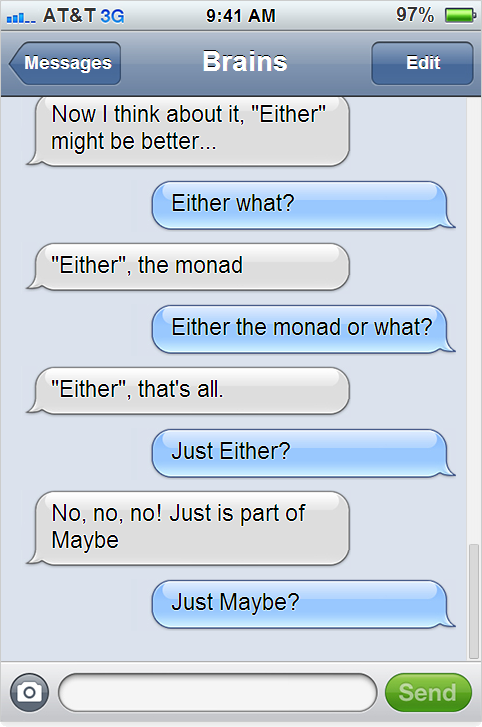 AT&T 3G 9:41 AM 97%
Messages Brains Edit
Now I think about it, "Either"
might be better...
Either what?
"Either", the monad
Either the monad or what?
"Either", that's all.
Just Either?
No, no, no! Just is part of
Maybe
Just Maybe?
Send